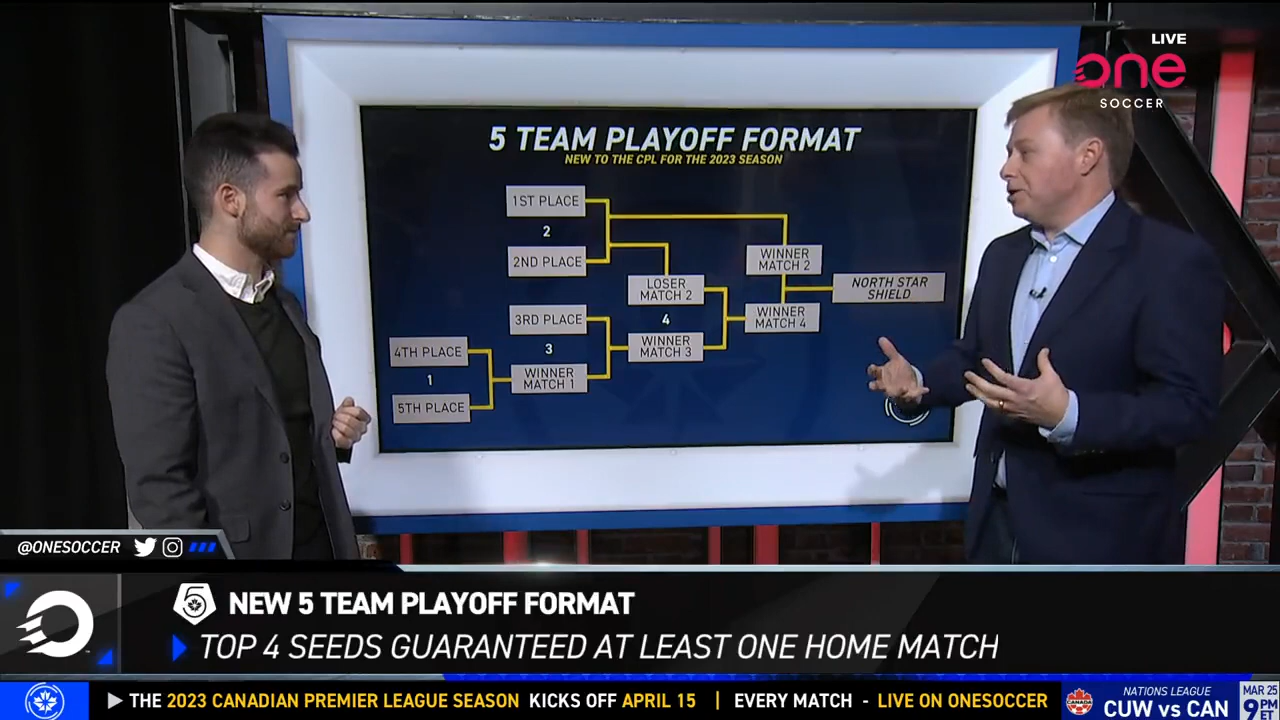 LIVE
one
SOCCER
5 TEAM PLAYOFF FORMAT
NEW TO THE CPL FOR THE 2023 SEASON
1ST PLACE
2
2ND PLACE
WINNER
MATCH 2
LOSER
MATCH 2
NORTH STAR
SHIELD
3RD PLACE
4
WINNER
MATCH 4
4TH PLACE
3
WINNER
MATCH 3
1
WINNER
MATCH 1
5TH PLACE
@ONESOCCER
NEW 5 TEAM PLAYOFF FORMAT
TOP 4 SEEDS GUARANTEED AT LEAST ONE HOME MATCH
THE 2023 CANADIAN PREMIER LEAGUE SEASON KICKS OFF APRIL 15 | EVERY MATCH - LIVE ON ONESOCCER
CANADA
NATIONS LEAGUE
CUW vs CAN
MAR 25
9 PM ET